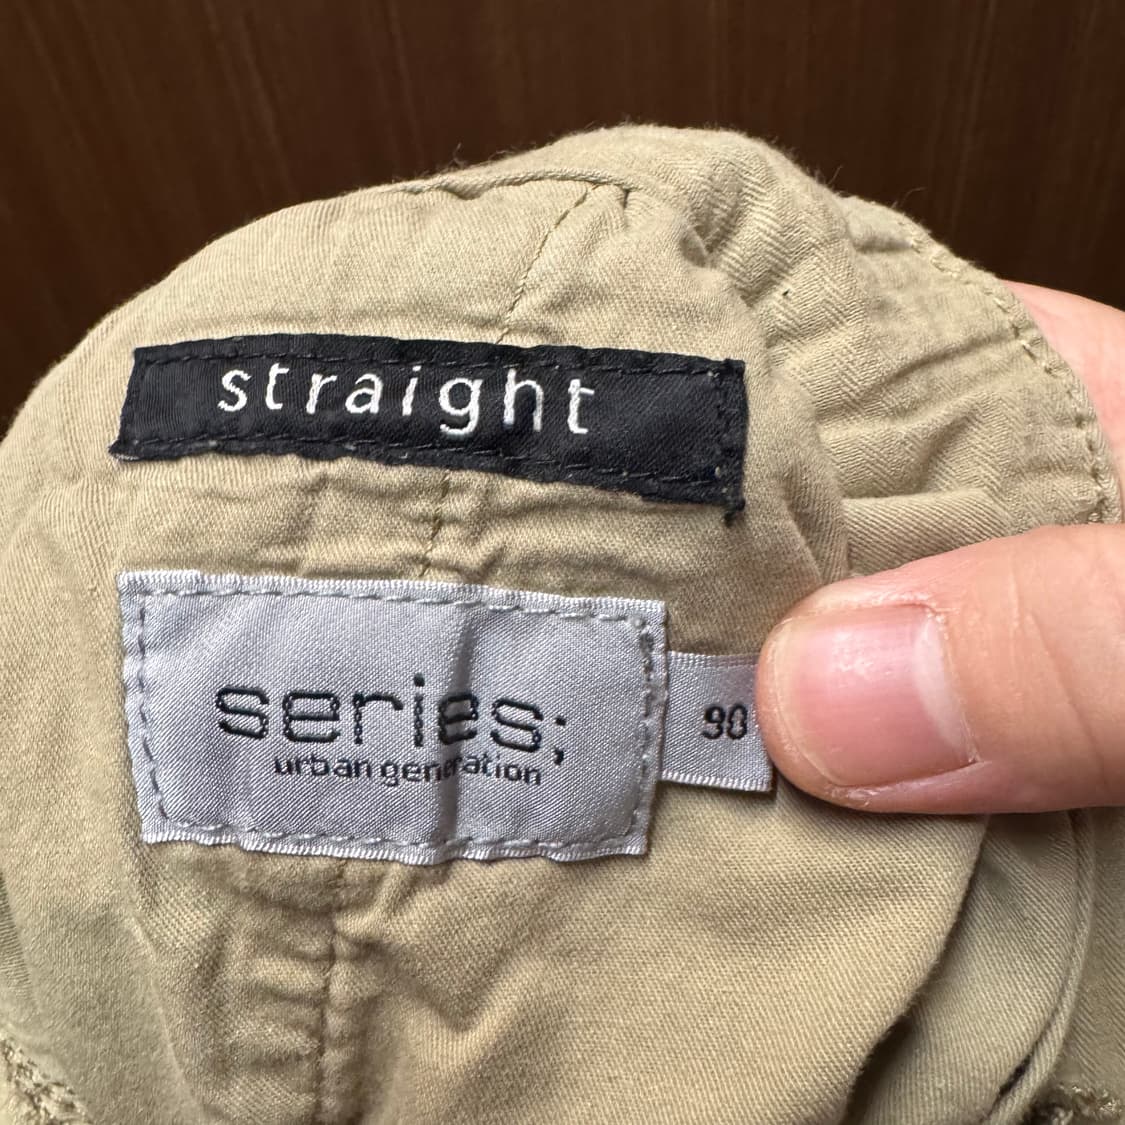 straight
series;
urban generation
90